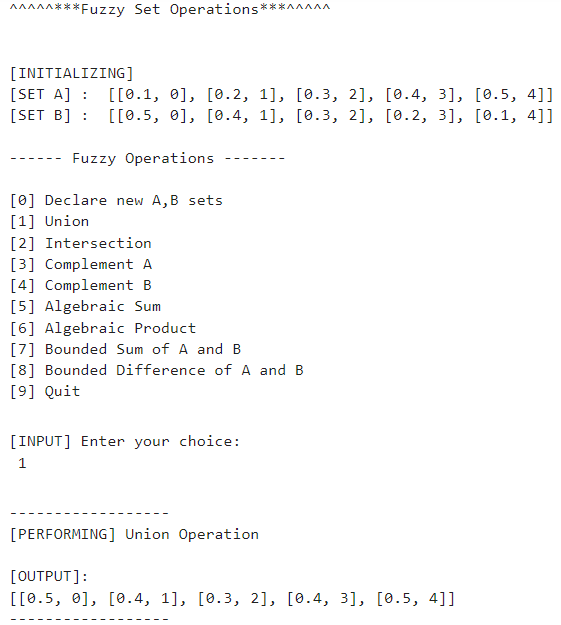 ^^^^^***Fuzzy Set Operations***^^^^^
[INITIALIZING]
[SET A] :  [[0.1, 0], [0.2, 1], [0.3, 2], [0.4, 3], [0.5, 4]]
[SET B] :  [[0.5, 0], [0.4, 1], [0.3, 2], [0.2, 3], [0.1, 4]]
------ Fuzzy Operations -------
[0] Declare new A,B sets
[1] Union
[2] Intersection
[3] Complement A
[4] Complement B
[5] Algebraic Sum
[6] Algebraic Product
[7] Bounded Sum of A and B
[8] Bounded Difference of A and B
[9] Quit
[INPUT] Enter your choice:
1
------------------
[PERFORMING] Union Operation
[OUTPUT]:
[[0.5, 0], [0.4, 1], [0.3, 2], [0.4, 3], [0.5, 4]]
------------------